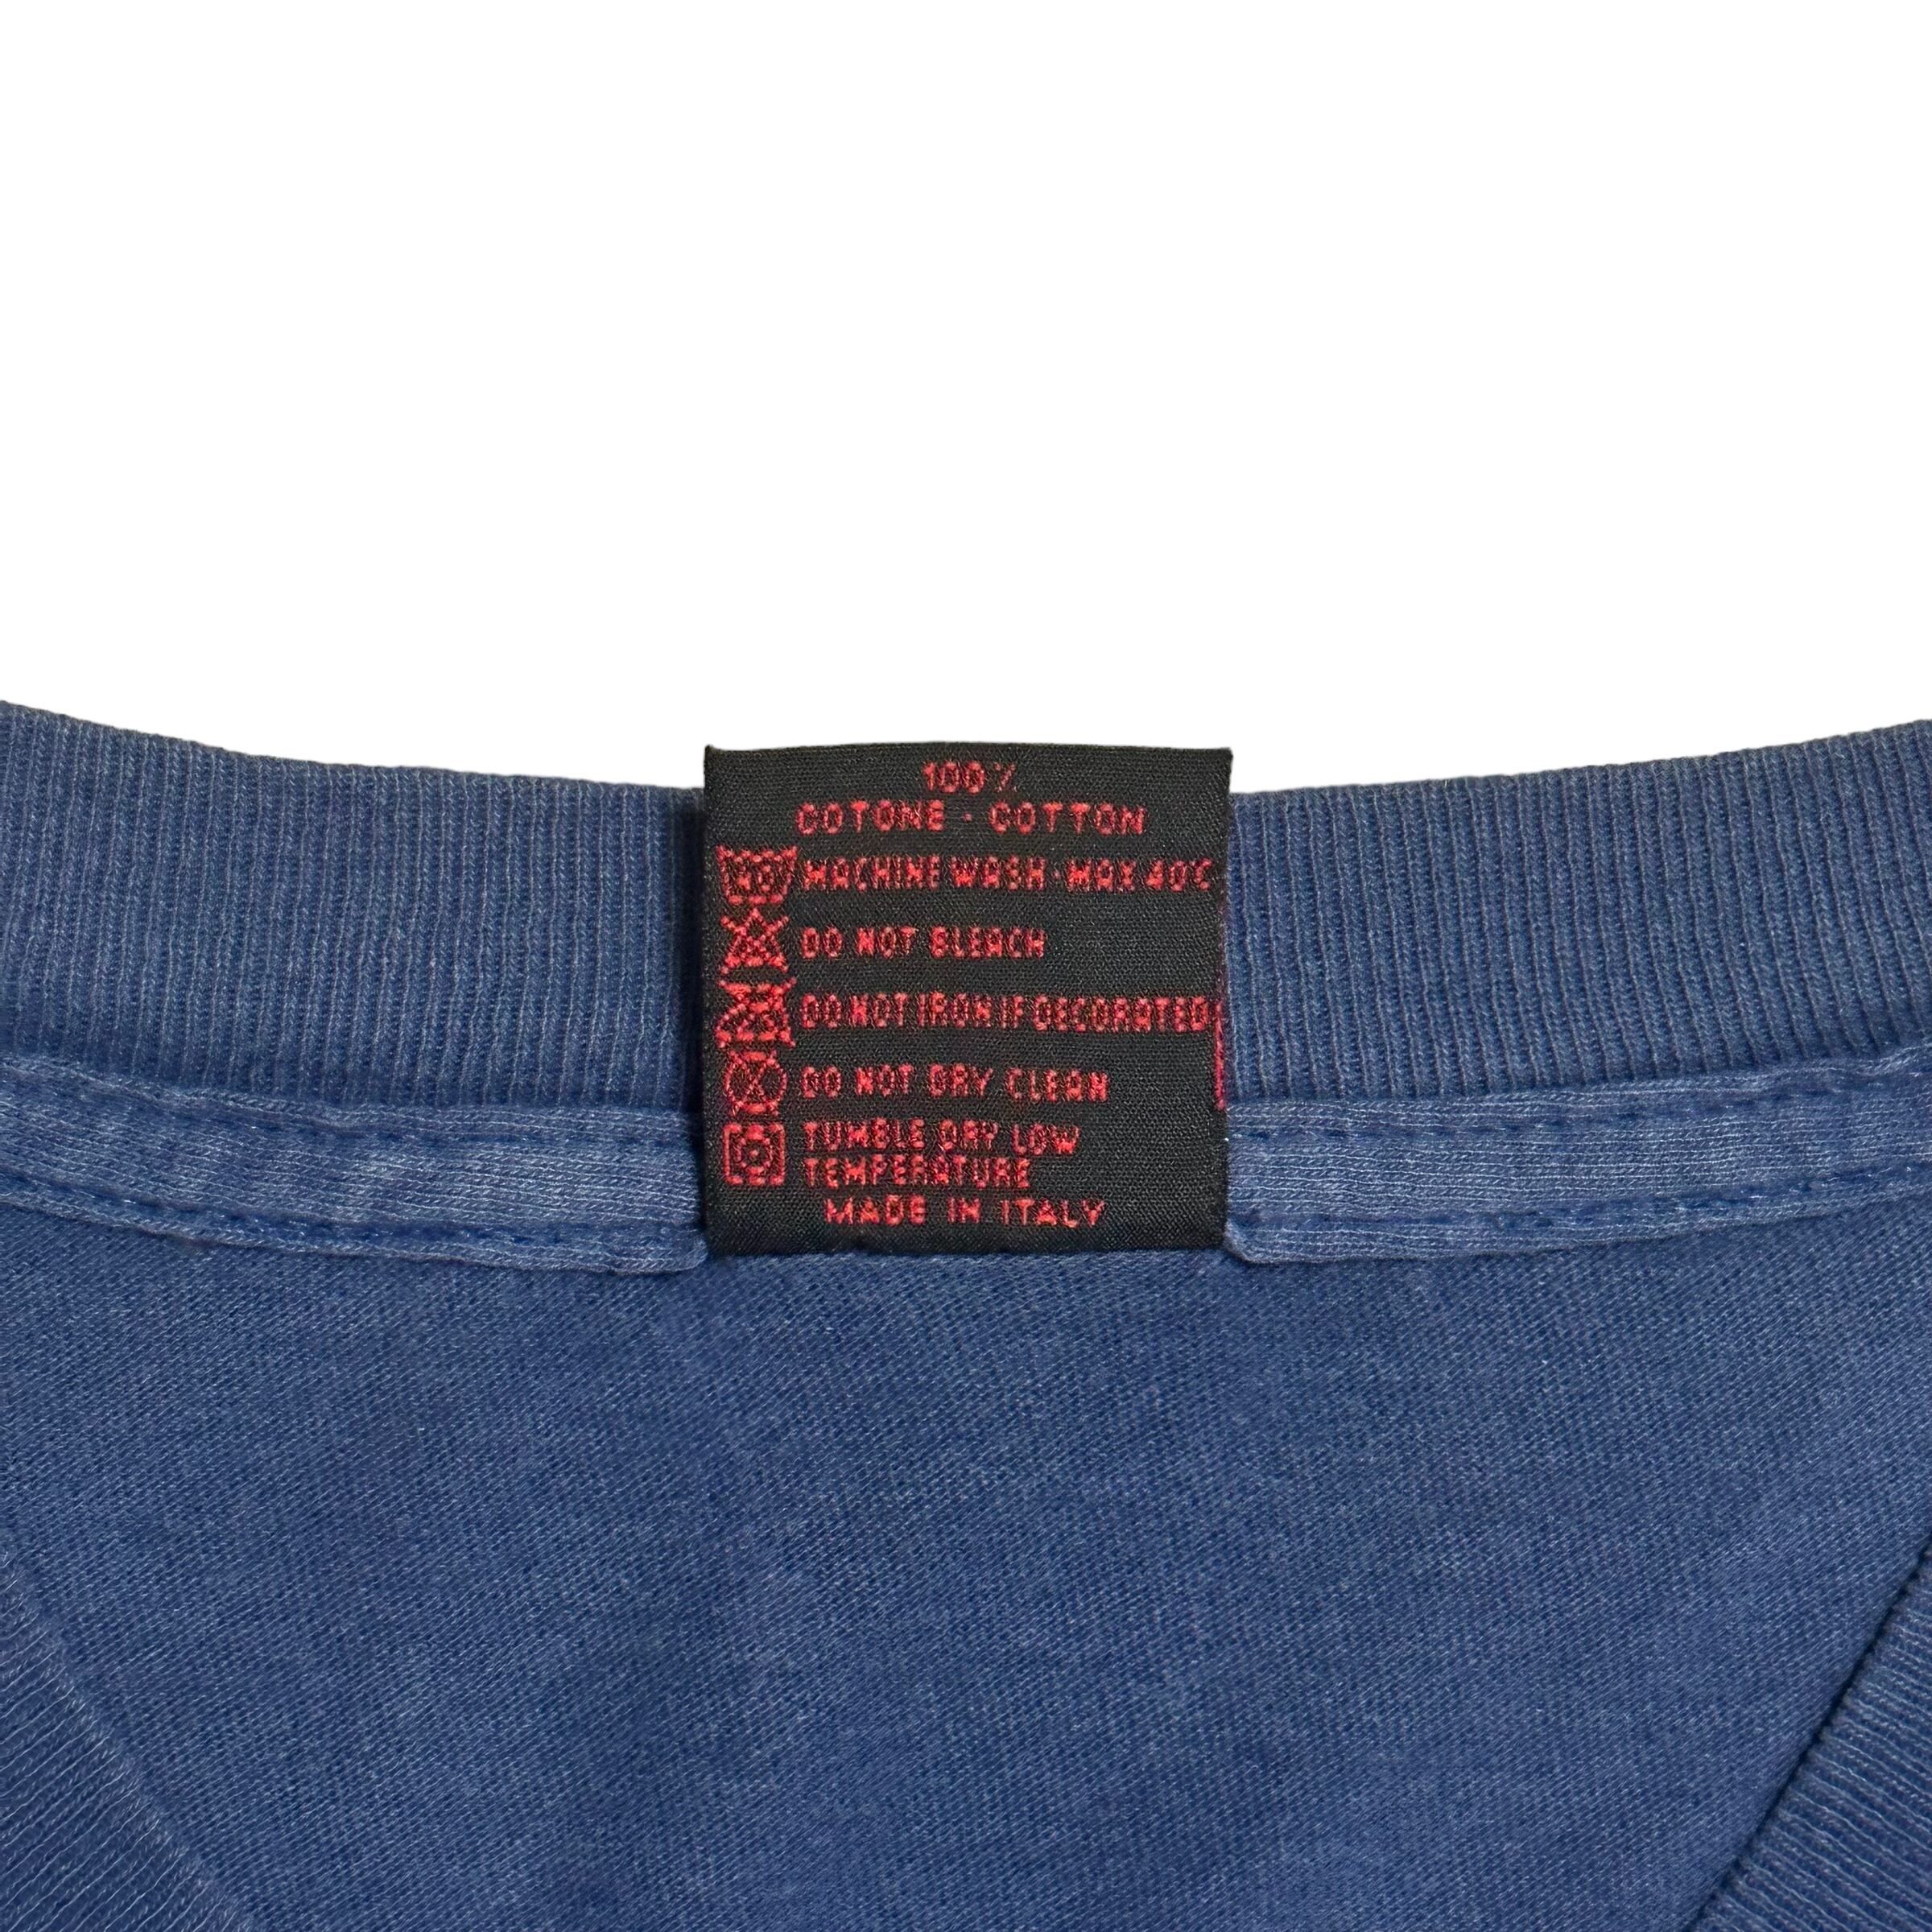 100%
COTONE - COTTON
40 MACHINE WASH-MAX 40C
DO NOT BLEACH
DO NOT IRON IF DECORATED
DO NOT DRY CLEAN
TUMBLE DRY LOW
TEMPERATURE
MADE IN ITALY